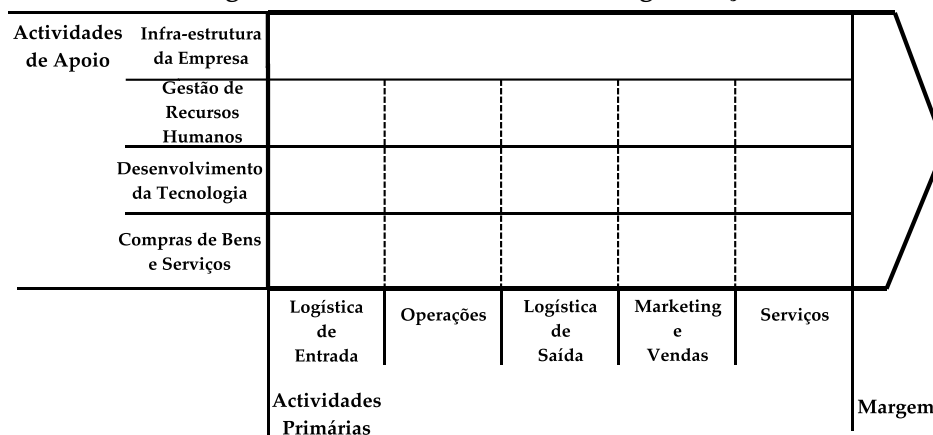 Actividades
de Apoio
Infra-estrutura
da Empresa
Gestão de
Recursos
Humanos
Desenvolvimento
da Tecnologia
Compras de Bens
e Serviços
Logística
de
Entrada
Operações
Logística
de
Saída
Marketing
e
Vendas
Serviços
Actividades
Primárias
Margem